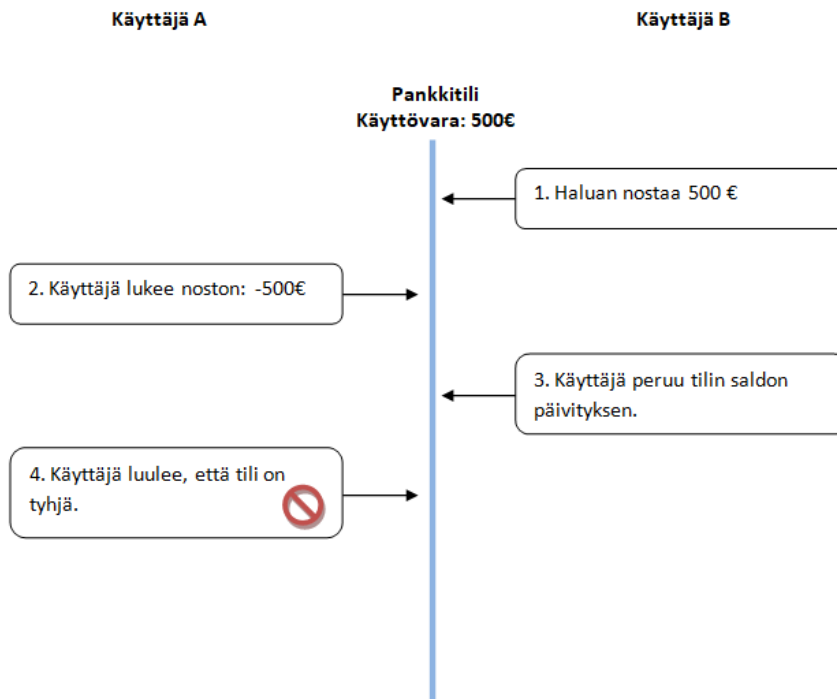 Käyttäjä A
Käyttäjä B
Pankkitili
Käyttövara: 500€
1. Haluan nostaa 500 €
2. Käyttäjä lukee noston: -500€
3. Käyttäjä peruu tilin saldon
päivityksen.
4. Käyttäjä luulee, että tili on
tyhjä.